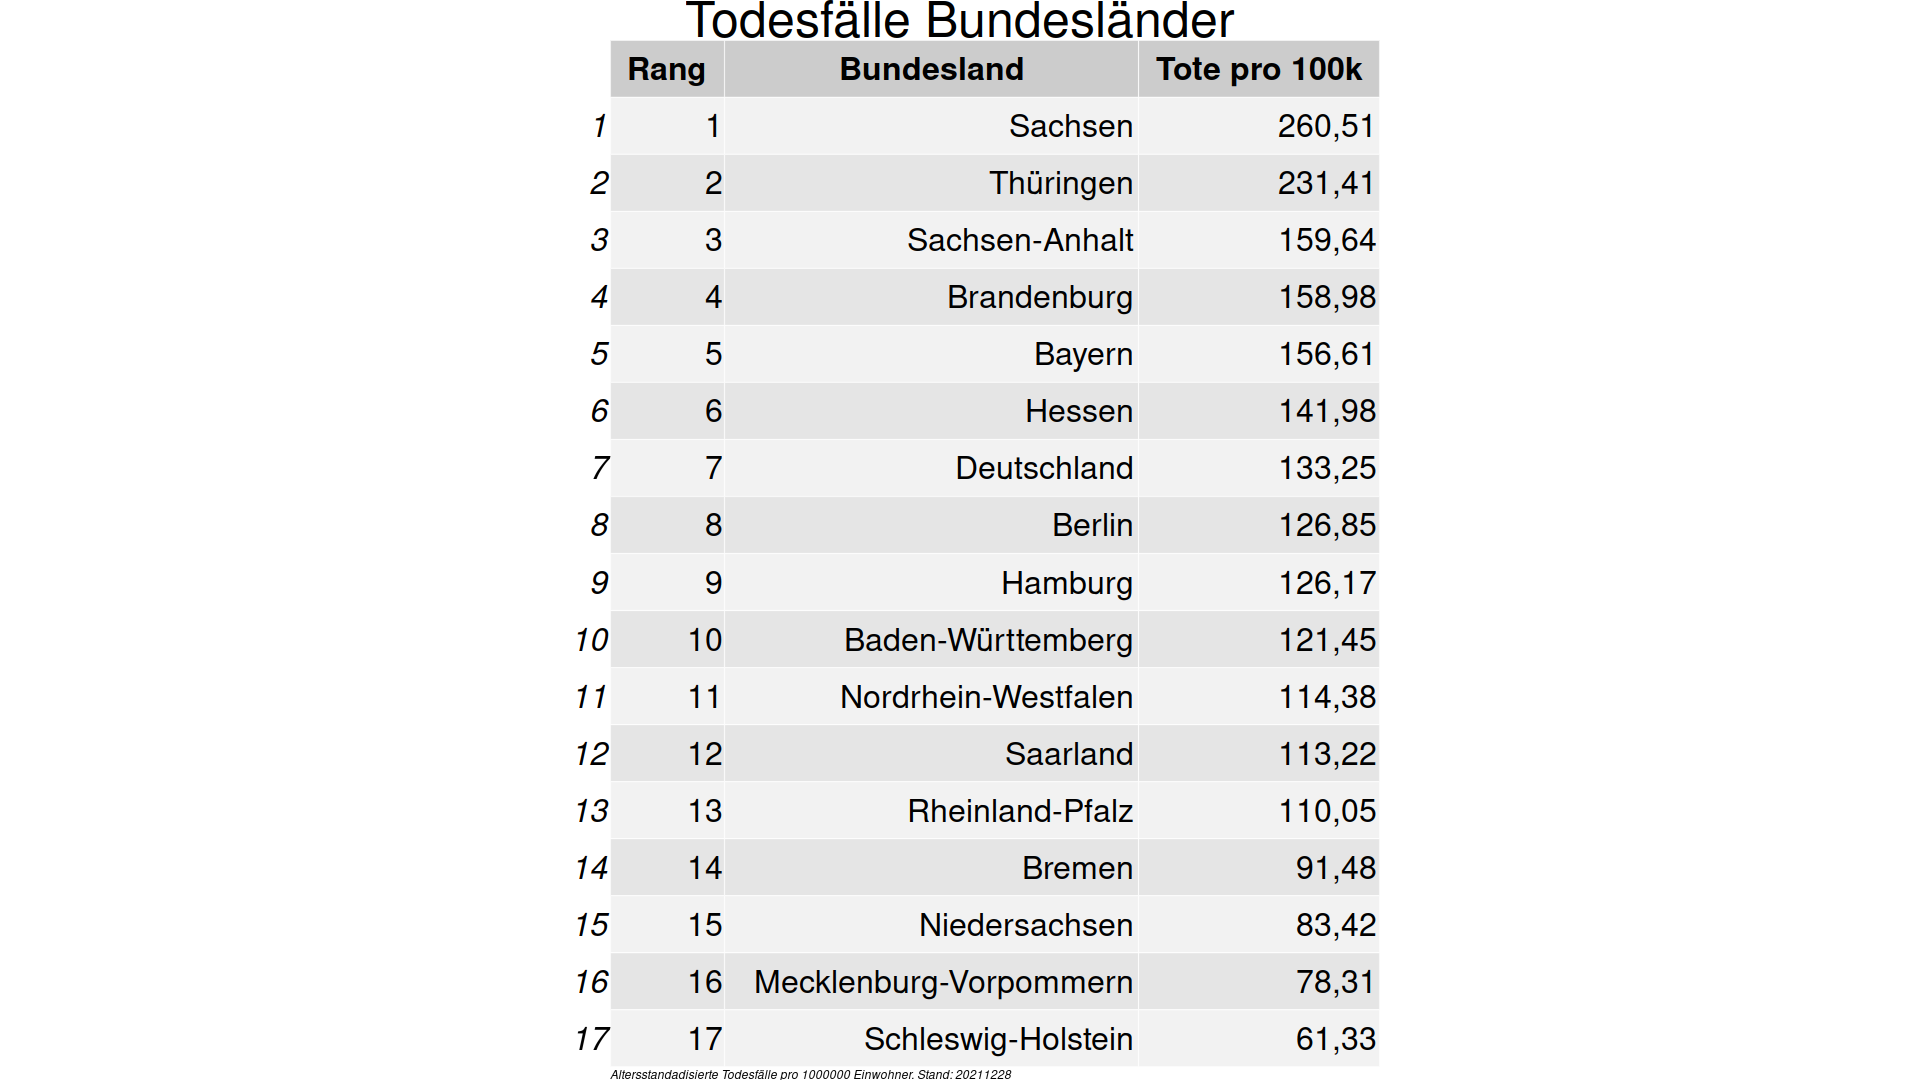 Todesfälle Bundesländer
Rang Bundesland Tote pro 100k
1 1 Sachsen 260,51
2 2 Thüringen 231,41
3 3 Sachsen-Anhalt 159,64
4 4 Brandenburg 158,98
5 5 Bayern 156,61
6 6 Hessen 141,98
7 7 Deutschland 133,25
8 8 Berlin 126,85
9 9 Hamburg 126,17
10 10 Baden-Württemberg 121,45
11 11 Nordrhein-Westfalen 114,38
12 12 Saarland 113,22
13 13 Rheinland-Pfalz 110,05
14 14 Bremen 91,48
15 15 Niedersachsen 83,42
16 16 Mecklenburg-Vorpommern 78,31
17 17 Schleswig-Holstein 61,33
Altersstandadisierte Todesfälle pro 1000000 Einwohner. Stand: 20211228